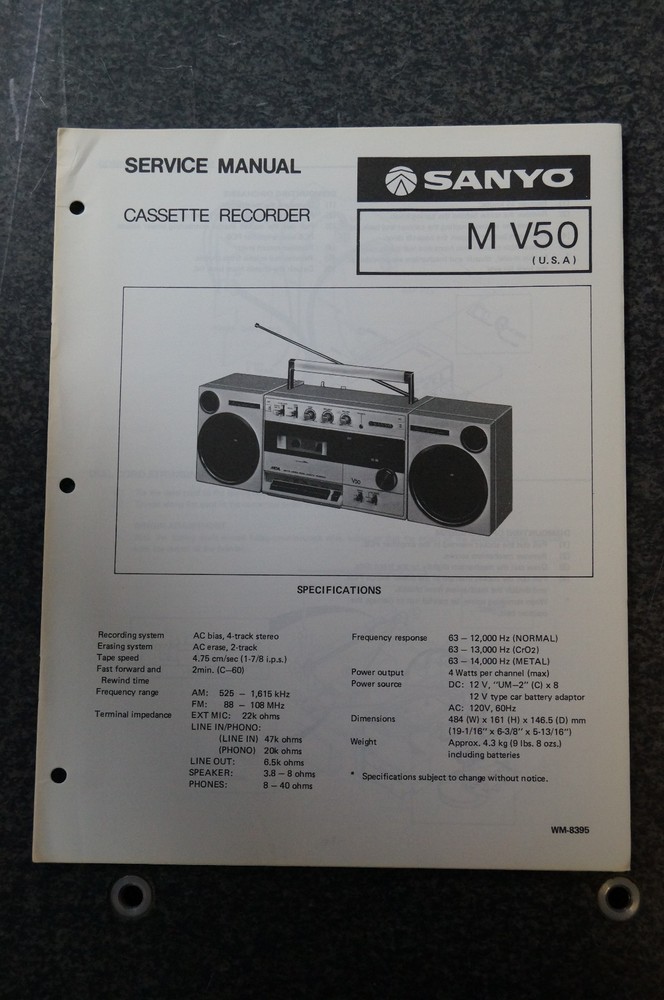 SERVICE MANUAL
CASSETTE RECORDER
SANYO
M V50
(U.S.A)
V50
SPECIFICATIONS
Recording system AC bias, 4-track stereo
Erasing system AC erase, 2-track
Tape speed 4.75 cm/sec (1-7/8 i.p.s.)
Fast forward and 2min. (C-60)
Rewind time
Frequency range AM: 525 – 1,615 kHz
FM: 88 – 108 MHz
Terminal impedance EXT MIC: 22k ohms
LINE IN/PHONO:
(LINE IN) 47k ohms
(PHONO) 20k ohms
LINE OUT: 6.5k ohms
SPEAKER: 3.8 – 8 ohms
PHONES: 8 – 40 ohms
Frequency response 63 – 12,000 Hz (NORMAL)
63 – 13,000 Hz (CrO2)
63 – 14,000 Hz (METAL)
Power output 4 Watts per channel (max)
Power source DC: 12 V, "UM-2" (C) x 8
12 V type car battery adaptor
AC: 120V, 60Hz
Dimensions 484 (W) x 161 (H) x 146.5 (D) mm
(19-1/16" x 6-3/8" x 5-13/16")
Weight Approx. 4.3 kg (9 lbs. 8 ozs.)
including batteries
* Specifications subject to change without notice.
WM-8395